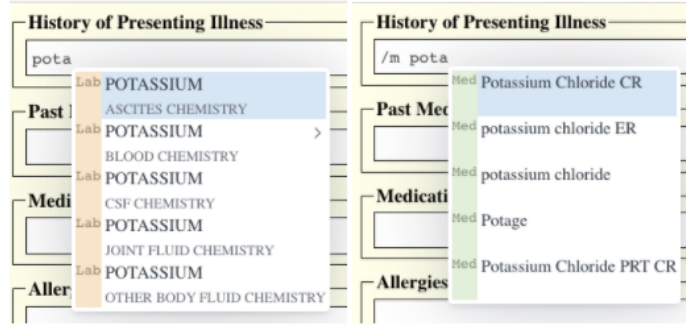 History of Presenting Illness
pota
Lab POTASSIUM
ASCITES CHEMISTRY
Lab POTASSIUM
BLOOD CHEMISTRY
Lab POTASSIUM
CSF CHEMISTRY
Lab POTASSIUM
JOINT FLUID CHEMISTRY
Lab POTASSIUM
OTHER BODY FLUID CHEMISTRY
Past
Medi
Aller
History of Presenting Illness
/m pota
Med Potassium Chloride CR
Med potassium chloride ER
Med potassium chloride
Med Potage
Med Potassium Chloride PRT CR
Past Med
Medicati
Allergies